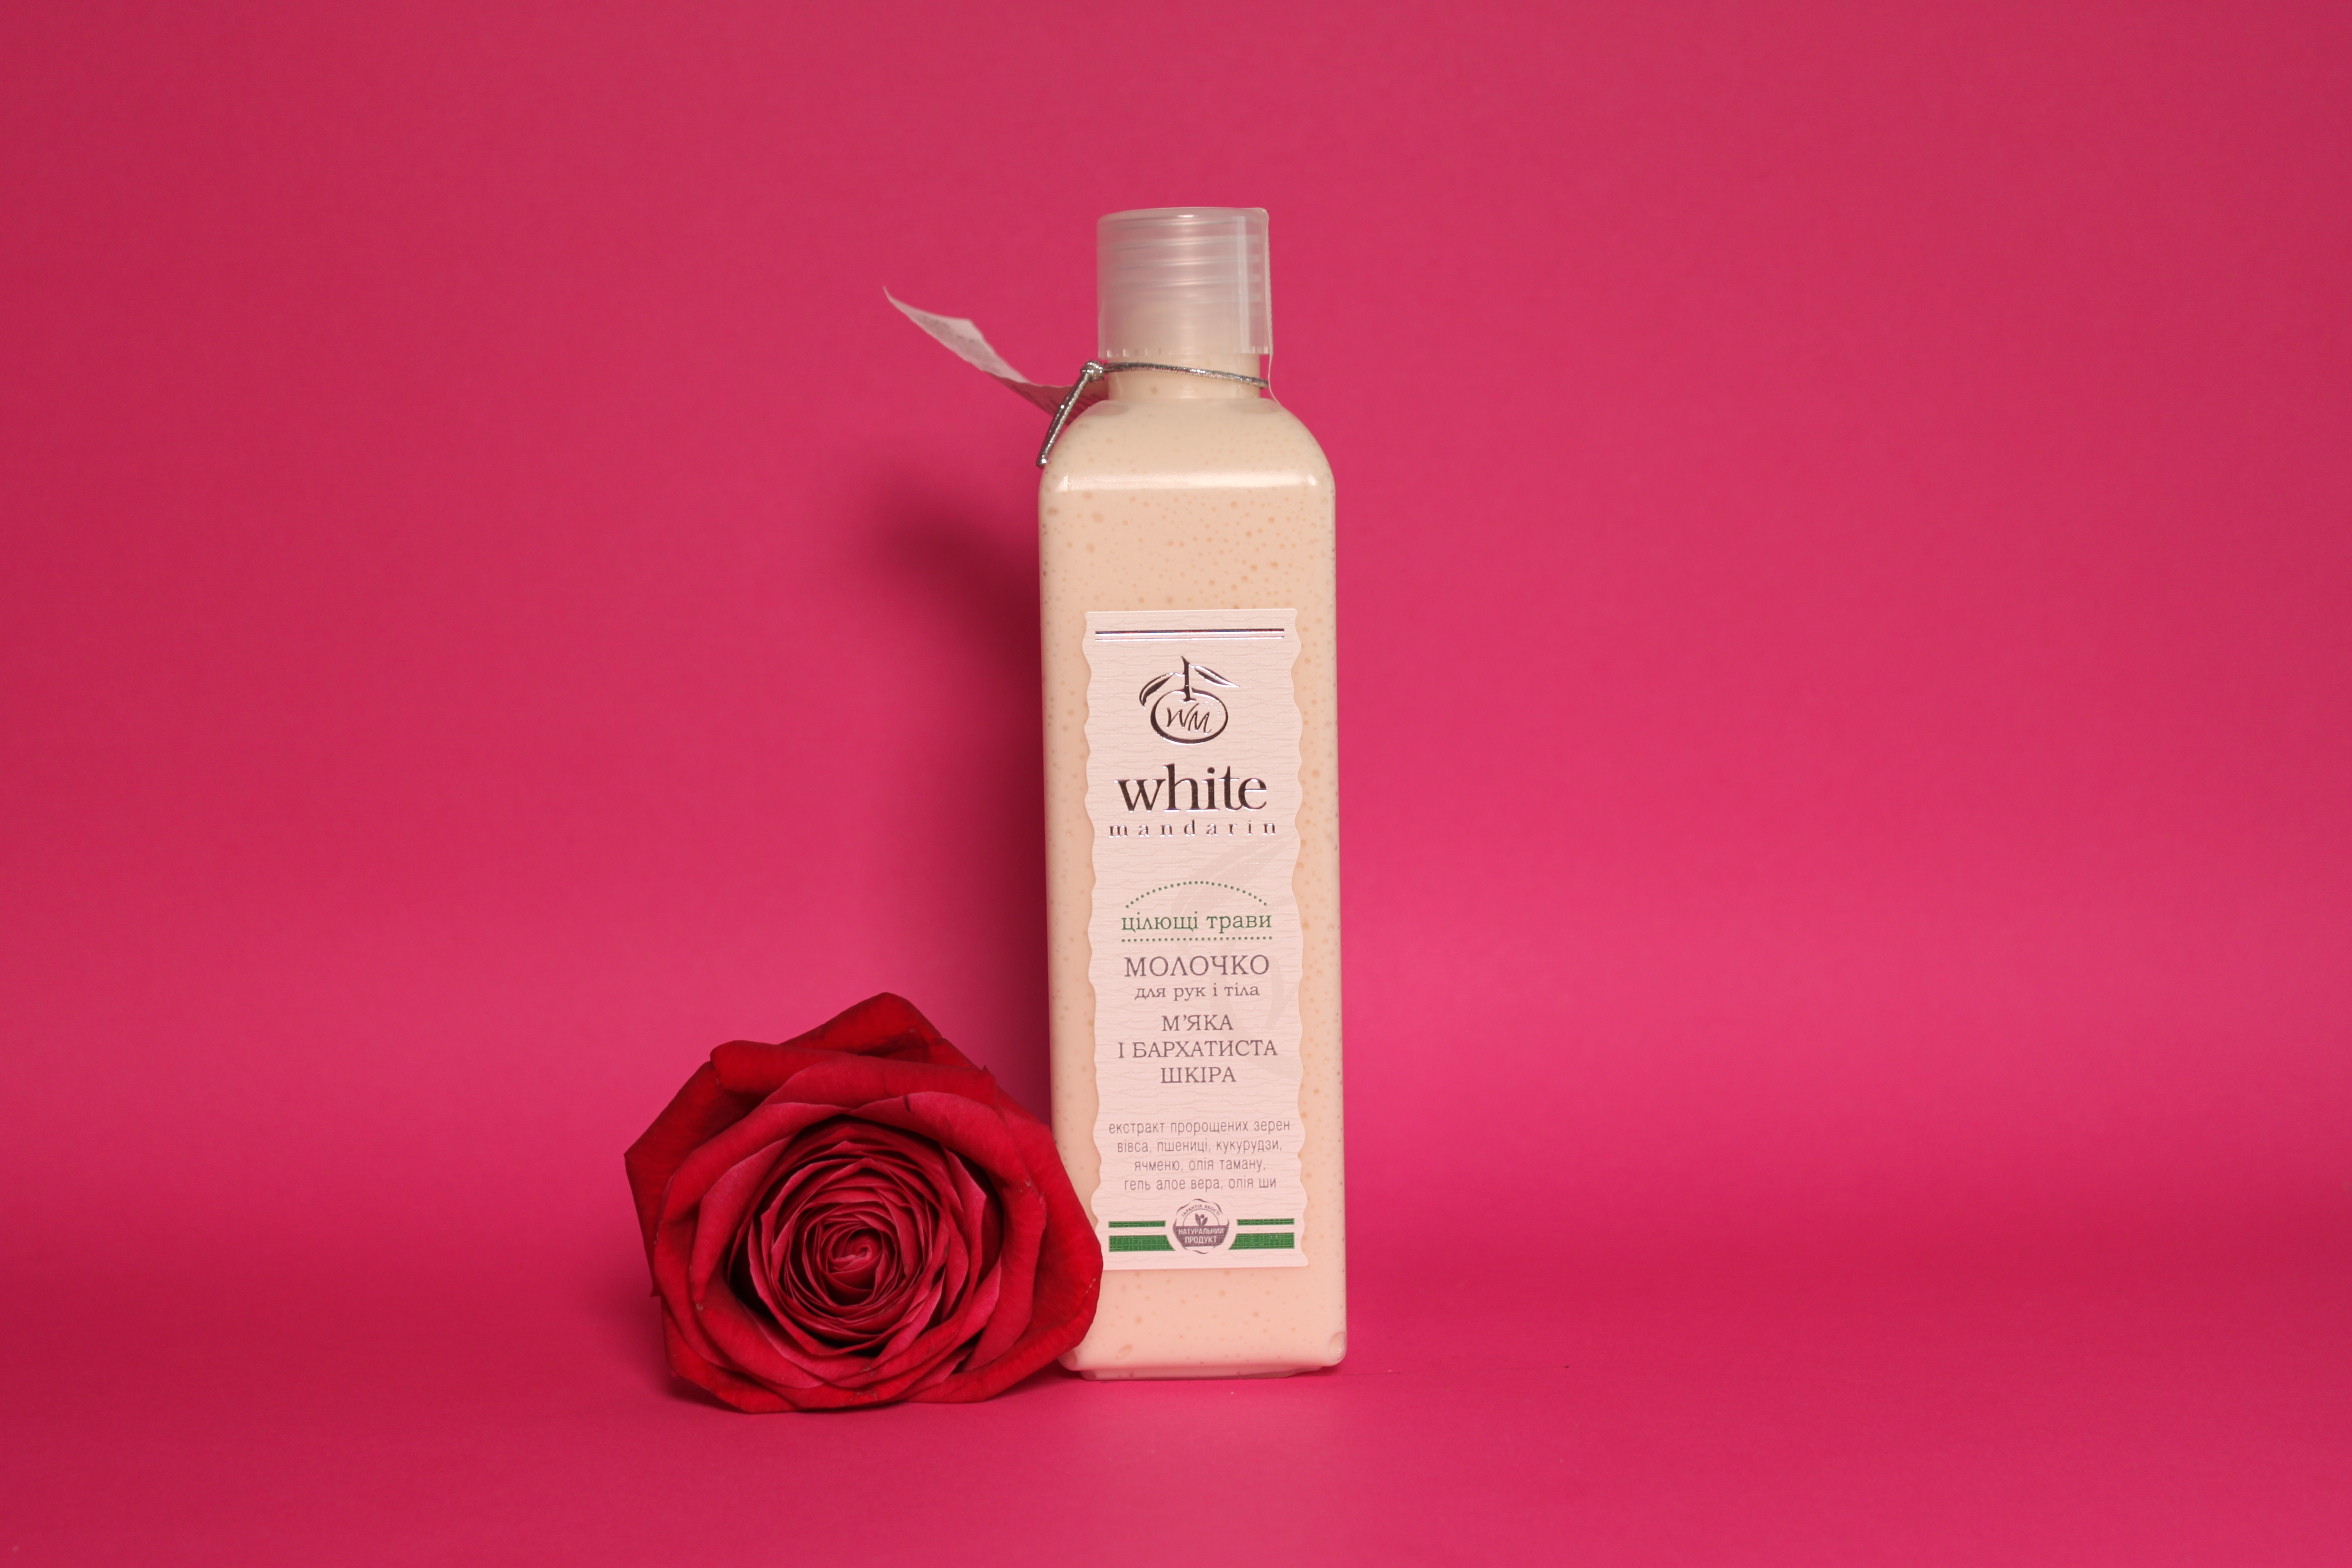 WM
white
mandarin
цілющі трави
МОЛОЧКО
для рук і тіла
М'ЯКА
І БАРХАТИСТА
ШКІРА
екстракт пророщених зерен
вівса, пшениці, кукурудзи,
ячменю, олія таману,
гель алое вера, олія ши
НАТУРАЛЬНИЙ
ПРОДУКТ